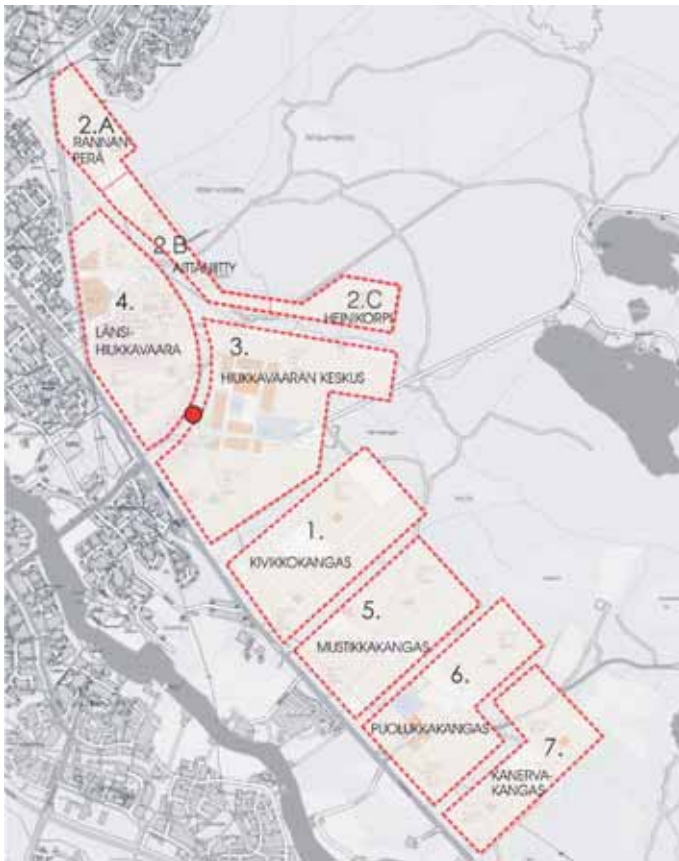 2.A
RANNAN
PERÄ
2 B.
AITTANIITTY
2.C
HEINIKORPI
4.
LÄNSI-
HIUKKAVAARA
3.
HIUKKAVAARAN KESKUS
1.
KIVIKKOKANGAS
5.
MUSTIKKAKANGAS
6.
PUOLUKKAKANGAS
7.
KANERVA-
KANGAS